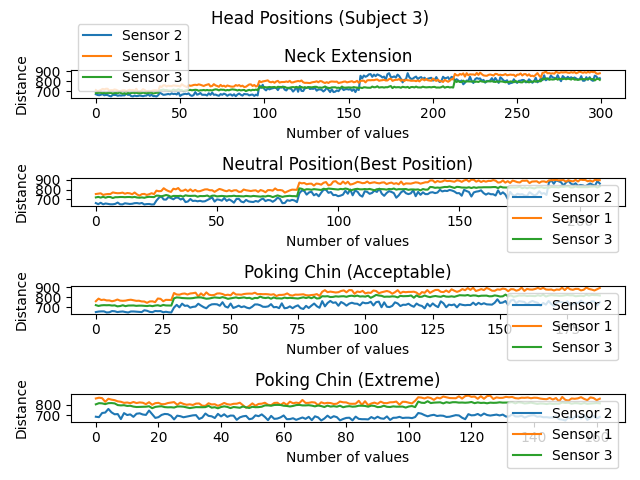 Head Positions (Subject 3)
Sensor 2
Sensor 1
Sensor 3
Neck Extension
Distance
900
800
700
0 50 100 150 200 250 300
Number of values
Neutral Position(Best Position)
Distance
900
800
700
0 50 100 150 200
Number of values
Sensor 2
Sensor 1
Sensor 3
Poking Chin (Acceptable)
Distance
900
800
700
0 25 50 75 100 125 150
Number of values
Sensor 2
Sensor 1
Sensor 3
Poking Chin (Extreme)
Distance
800
700
0 20 40 60 80 100 120 140
Number of values
Sensor 2
Sensor 1
Sensor 3